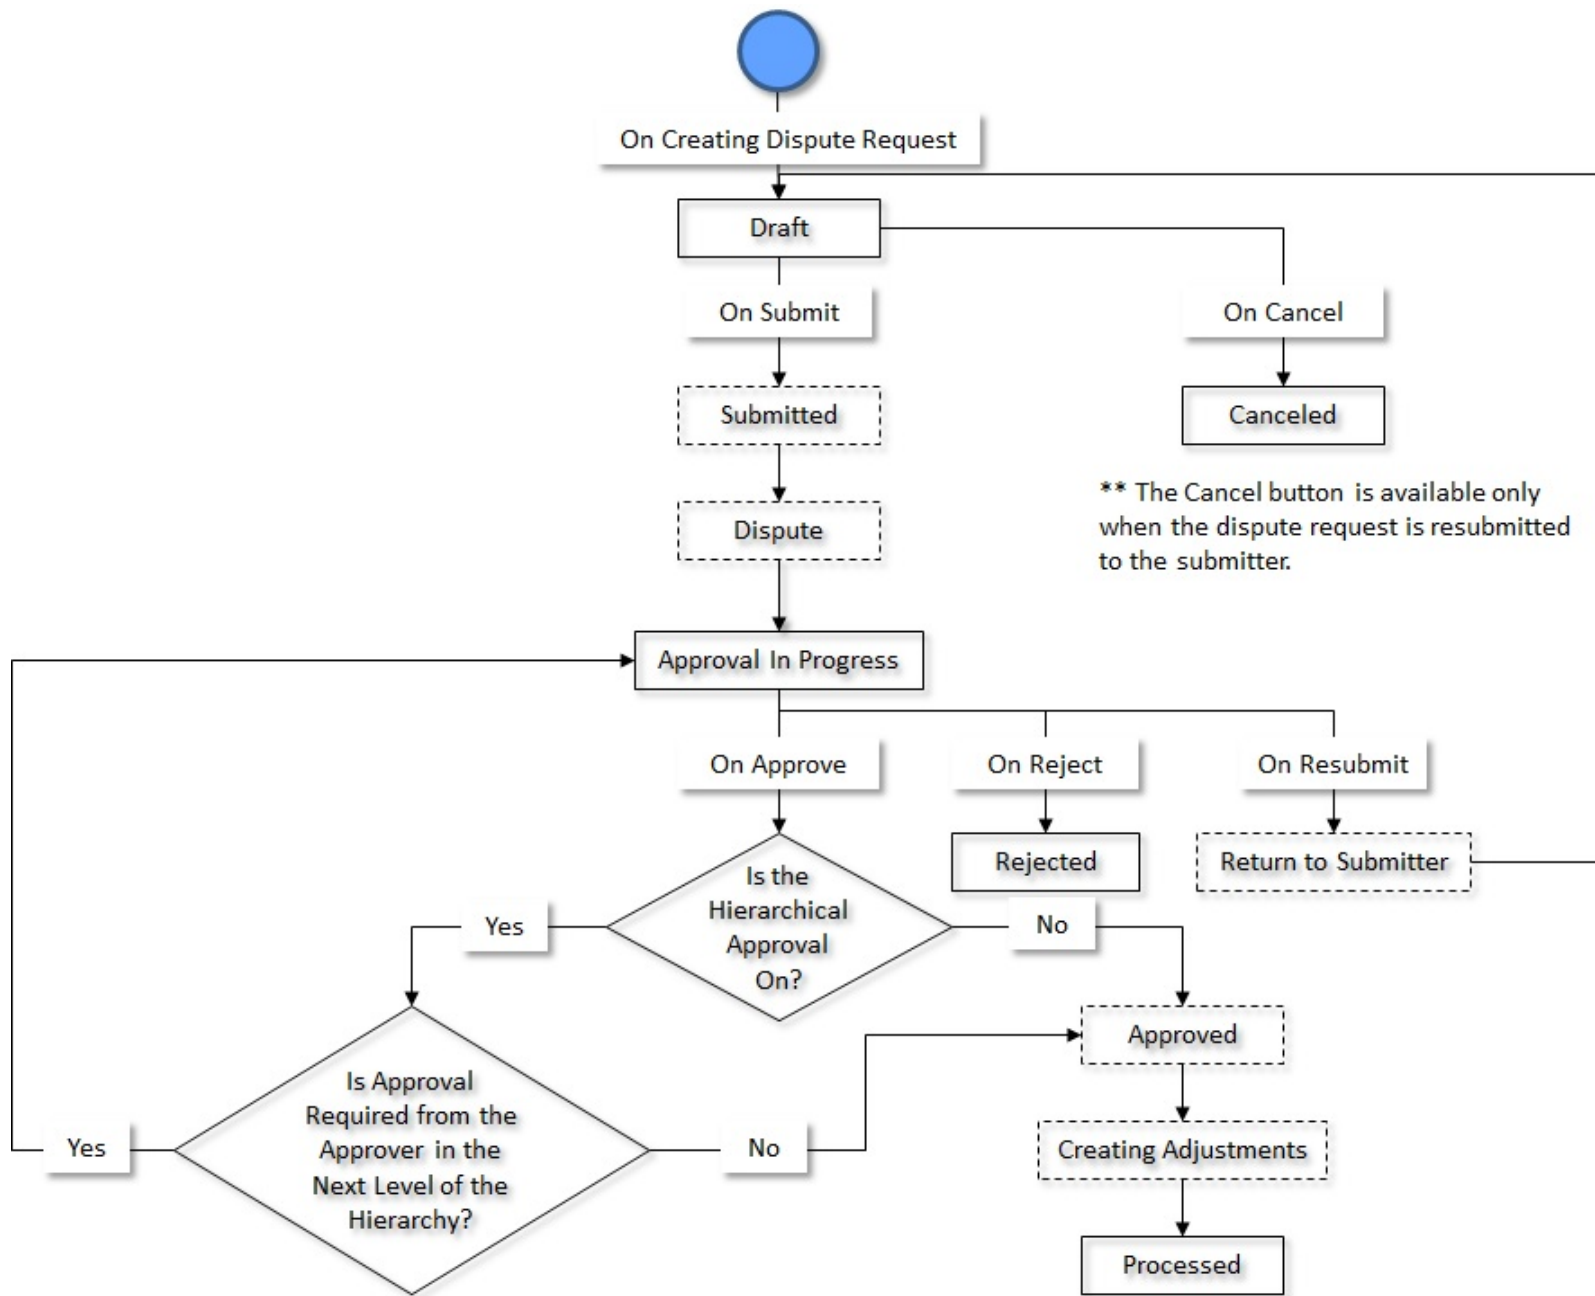 On Creating Dispute Request
Draft
On Submit
On Cancel
Submitted
Canceled
** The Cancel button is available only
when the dispute request is resubmitted
to the submitter.
Dispute
Approval In Progress
On Approve
On Reject
On Resubmit
Rejected
Return to Submitter
Is the
Hierarchical
Approval
On?
Yes
No
Approved
Is Approval
Required from the
Approver in the
Next Level of the
Hierarchy?
Yes
No
Creating Adjustments
Processed